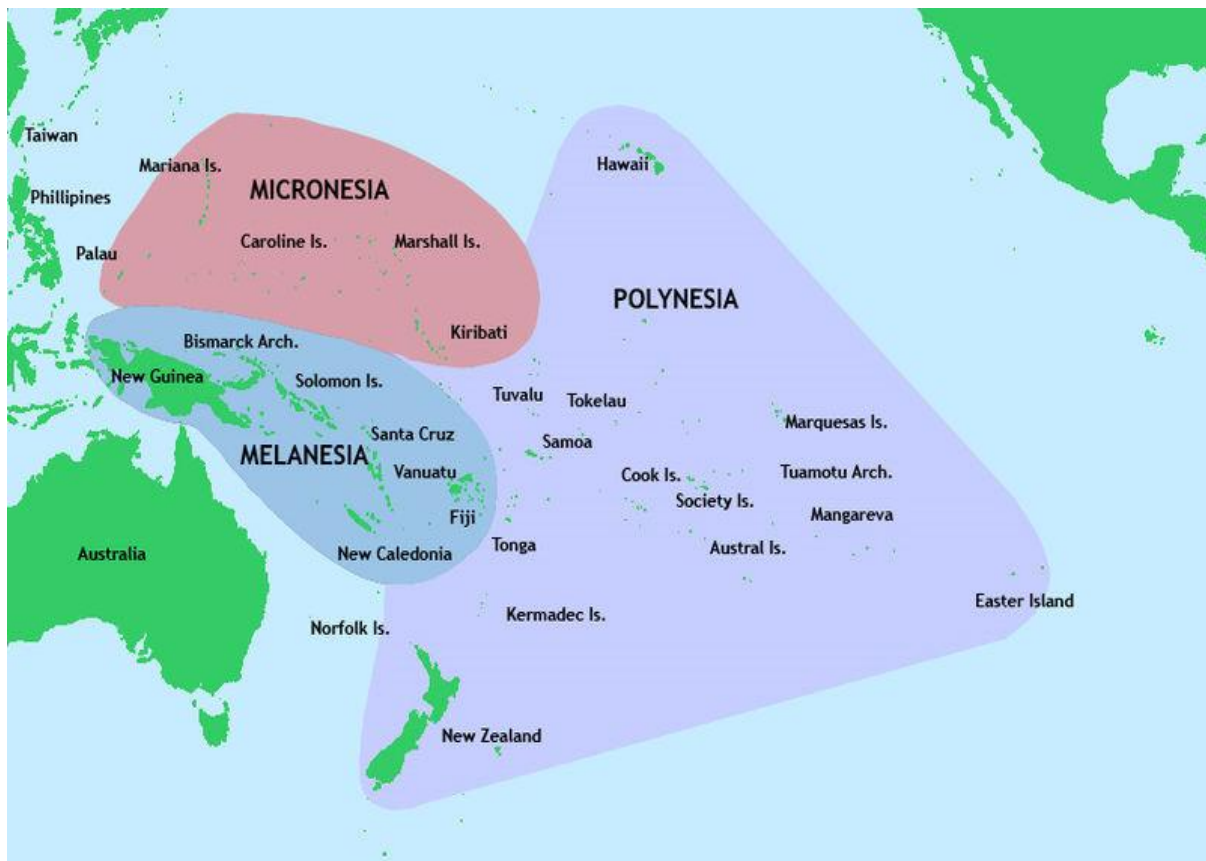 Taiwan
Hawaii
Mariana Is.
MICRONESIA
Phillipines
Caroline Is.
Marshall Is.
Palau
POLYNESIA
Kiribati
Bismarck Arch.
New Guinea
Solomon Is.
Tuvalu
Tokelau
Marquesas Is.
Santa Cruz
Samoa
MELANESIA
Vanuatu
Cook Is.
Tuamotu Arch.
Society Is.
Fiji
Mangareva
Tonga
Austral Is.
Australia
New Caledonia
Easter Island
Kermadec Is.
Norfolk Is.
New Zealand